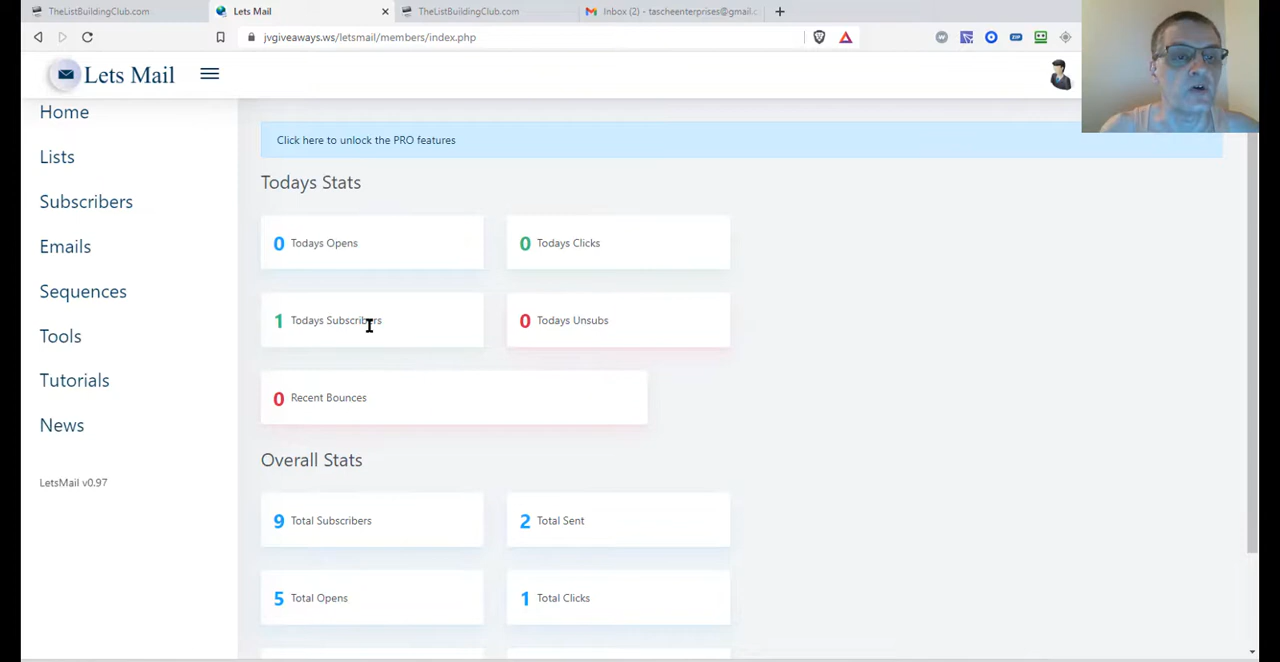 TheListBuildingClub.com
Lets Mail
TheListBuildingClub.com
Inbox (2) - tascheenterprises@gmail.c
jvgiveaways.ws/letsmail/members/index.php
ZIP
Lets Mail
Home
Lists
Subscribers
Emails
Sequences
Tools
Tutorials
News
LetsMail v0.97
Click here to unlock the PRO features
Todays Stats
0 Todays Opens
0 Todays Clicks
1 Todays Subscribers
0 Todays Unsubs
0 Recent Bounces
Overall Stats
9 Total Subscribers
2 Total Sent
5 Total Opens
1 Total Clicks